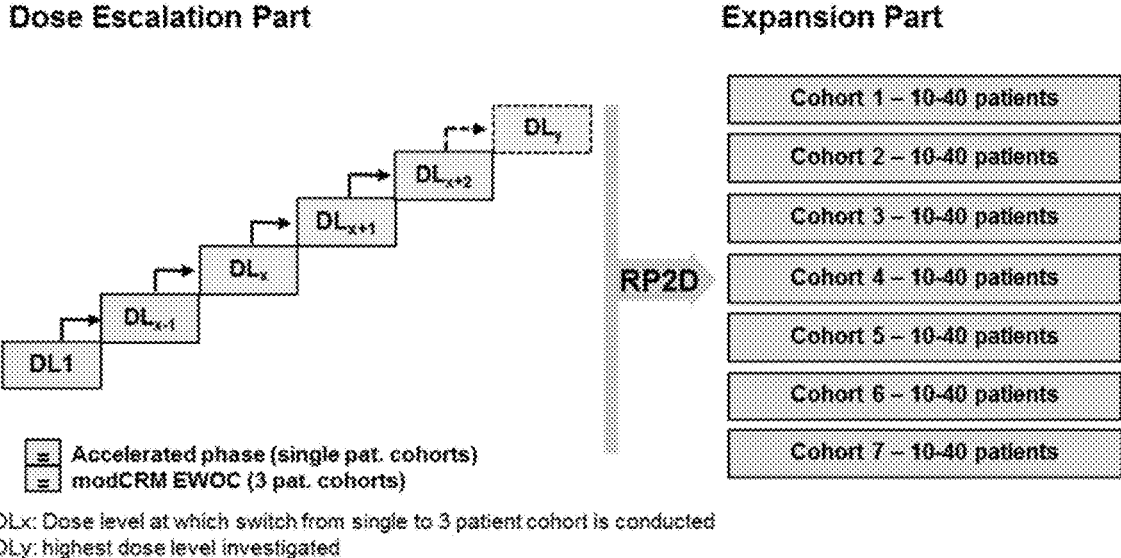 Dose Escalation Part
Expansion Part
DL1
DLx-1
DLx
DLx+1
DLx+2
DLy
RP2D
Cohort 1 – 10-40 patients
Cohort 2 – 10-40 patients
Cohort 3 – 10-40 patients
Cohort 4 – 10-40 patients
Cohort 5 – 10-40 patients
Cohort 6 – 10-40 patients
Cohort 7 – 10-40 patients
= Accelerated phase (single pat. cohorts)
= modCRM EWOC (3 pat. cohorts)
DLx: Dose level at which switch from single to 3 patient cohort is conducted
DLy: highest dose level investigated